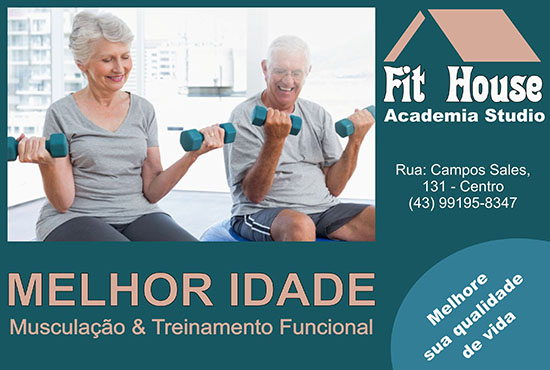 Fit House
Academia Studio
Rua: Campos Sales,
131 - Centro
(43) 99195-8347
MELHOR IDADE
Musculação & Treinamento Funcional
Melhore
sua qualidade
de vida